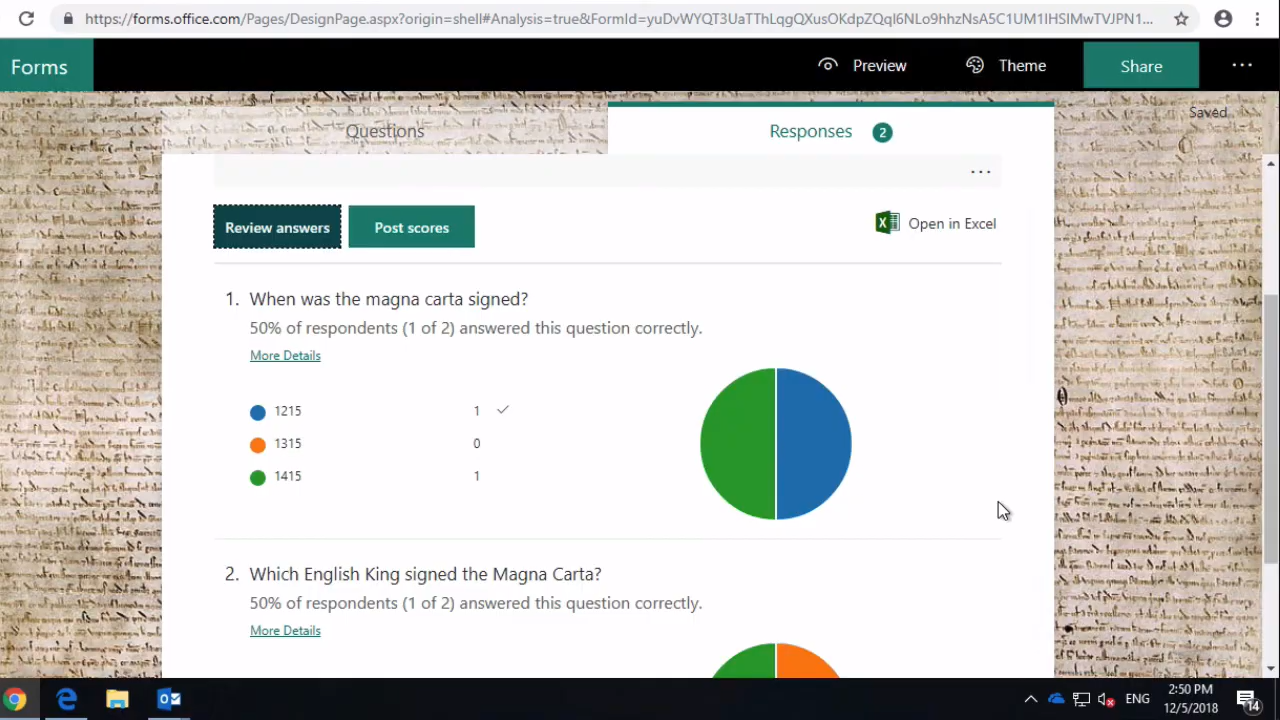 https://forms.office.com/Pages/DesignPage.aspx?origin=shell#Analysis=true&FormId=yuDvWYQT3UaTThLqgQXusOKdpZQqI6NLo9hhzNsA5C1UM1lHSlMwTVJPN1...
Forms
Preview
Theme
Share
Questions
Responses 2
Saved
Review answers
Post scores
Open in Excel
1. When was the magna carta signed?
50% of respondents (1 of 2) answered this question correctly.
More Details
1215 1
1315 0
1415 1
2. Which English King signed the Magna Carta?
50% of respondents (1 of 2) answered this question correctly.
More Details
ENG
2:50 PM
12/5/2018
14